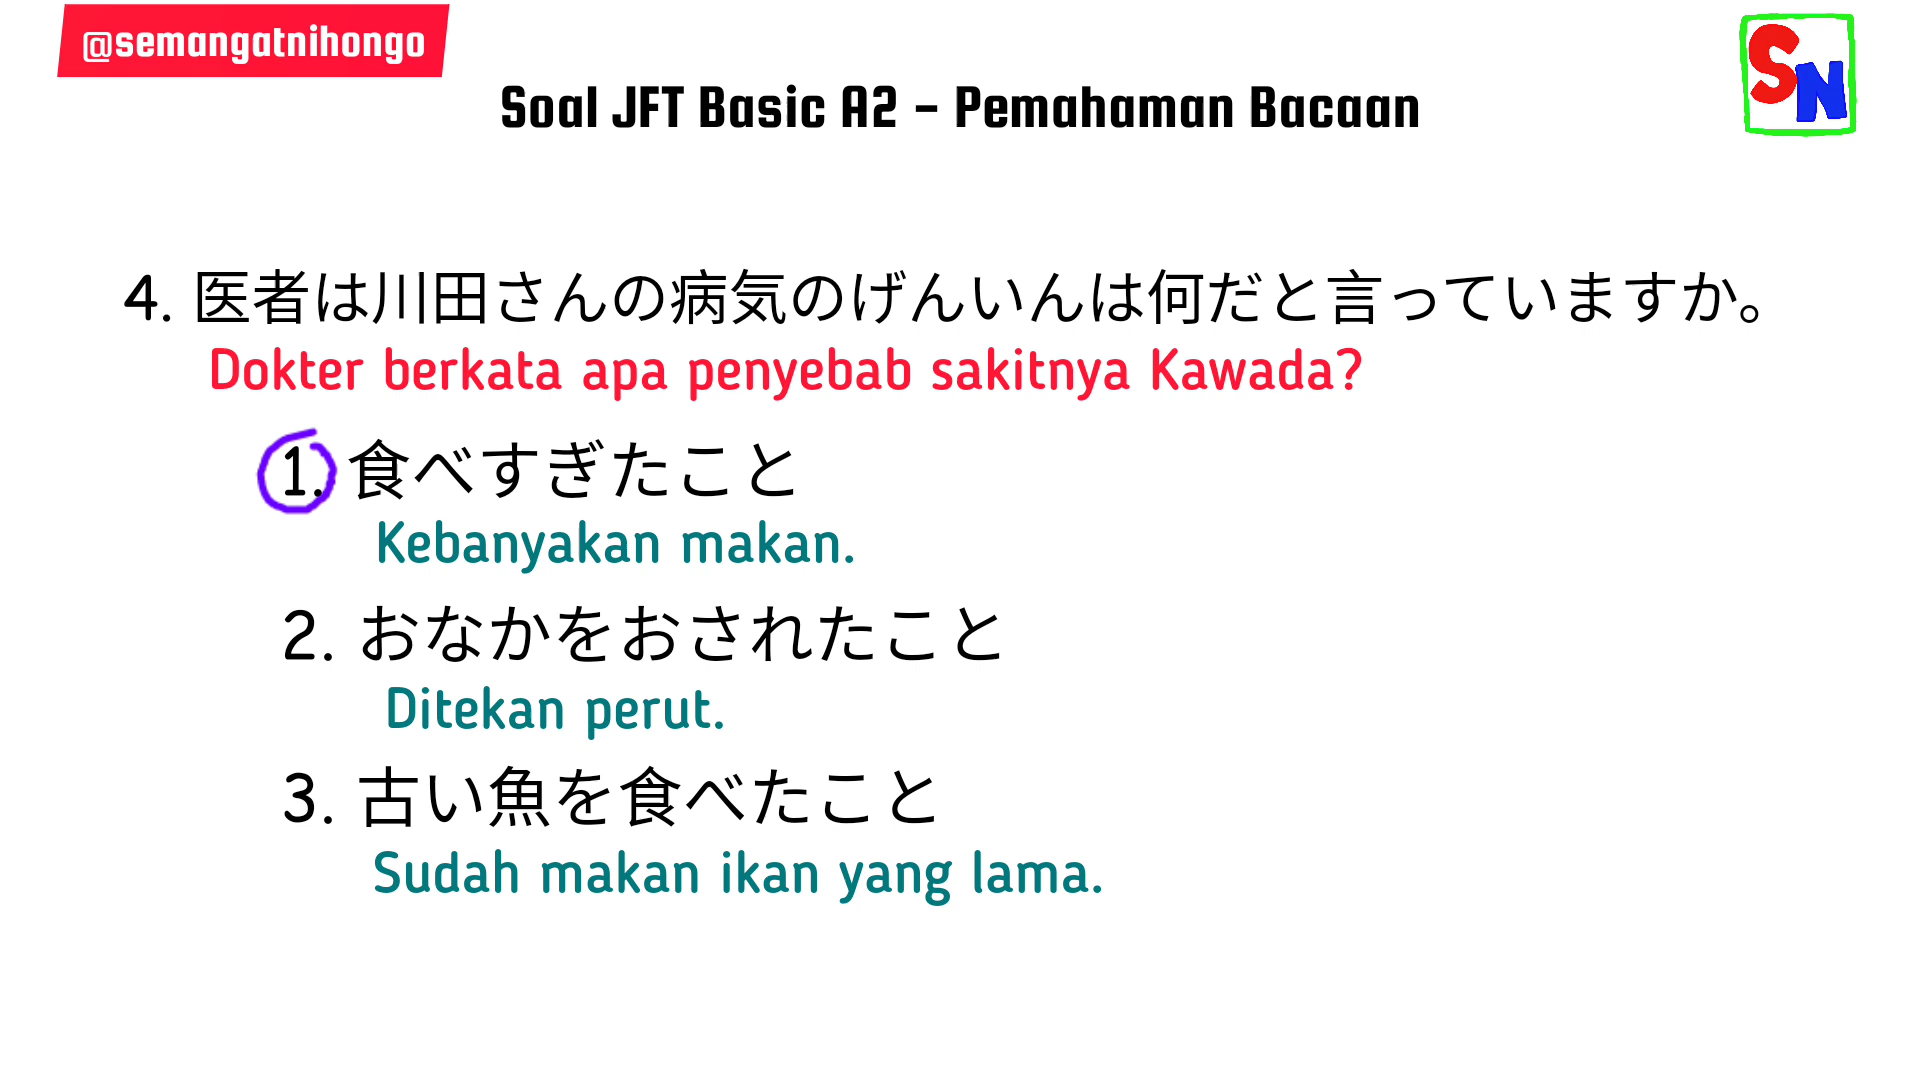 @semangatnihongo
SN
Soal JFT Basic A2 - Pemahaman Bacaan
4. 医者は川田さんの病気のげんいんは何だと言っていますか。
Dokter berkata apa penyebab sakitnya Kawada?
1. 食べすぎたこと
Kebanyakan makan.
2. おなかをおされたこと
Ditekan perut.
3. 古い魚を食べたこと
Sudah makan ikan yang lama.